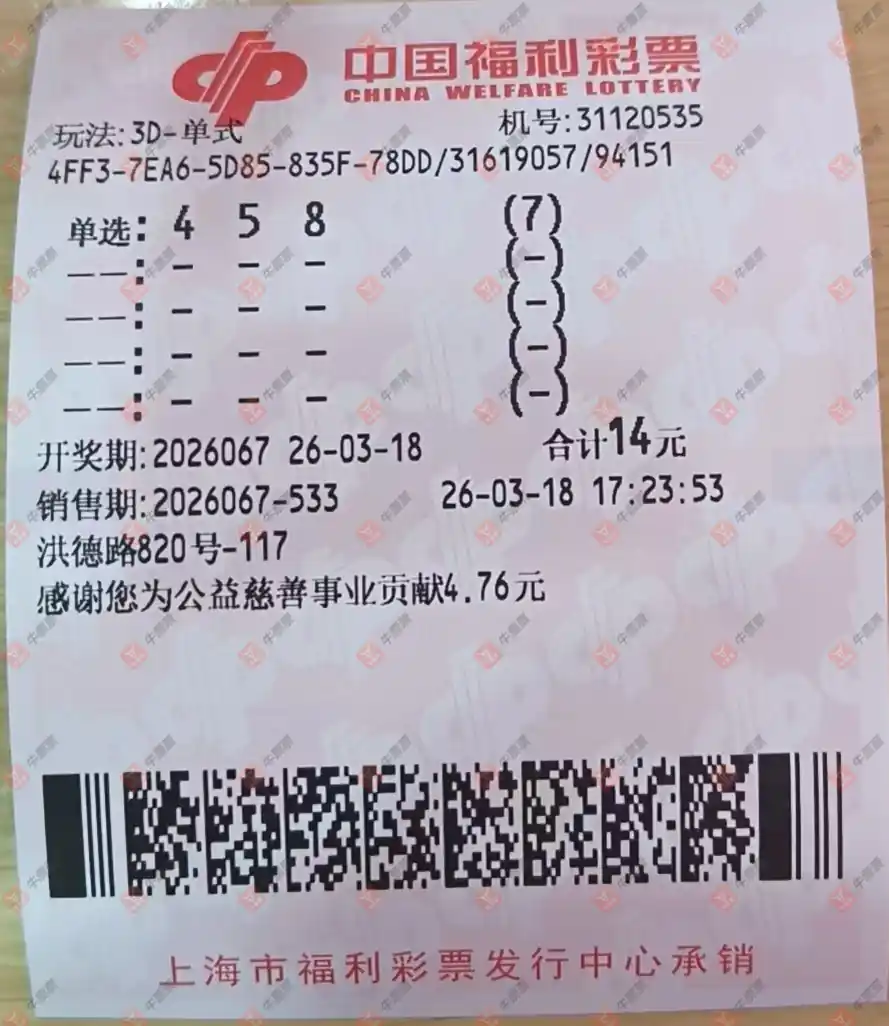 中国福利彩票
CHINA WELFARE LOTTERY
玩法:3D-单式 机号:31120535
4FF3-7EA6-5D85-835F-78DD/31619057/94151
单选: 4 5 8 (7)
——: - - - (-)
——: - - - (-)
——: - - - (-)
——: - - - (-)
开奖期:2026067 26-03-18 合计14元
销售期:2026067-533 26-03-18 17:23:53
洪德路820号-117
感谢您为公益慈善事业贡献4.76元
上海市福利彩票发行中心承销